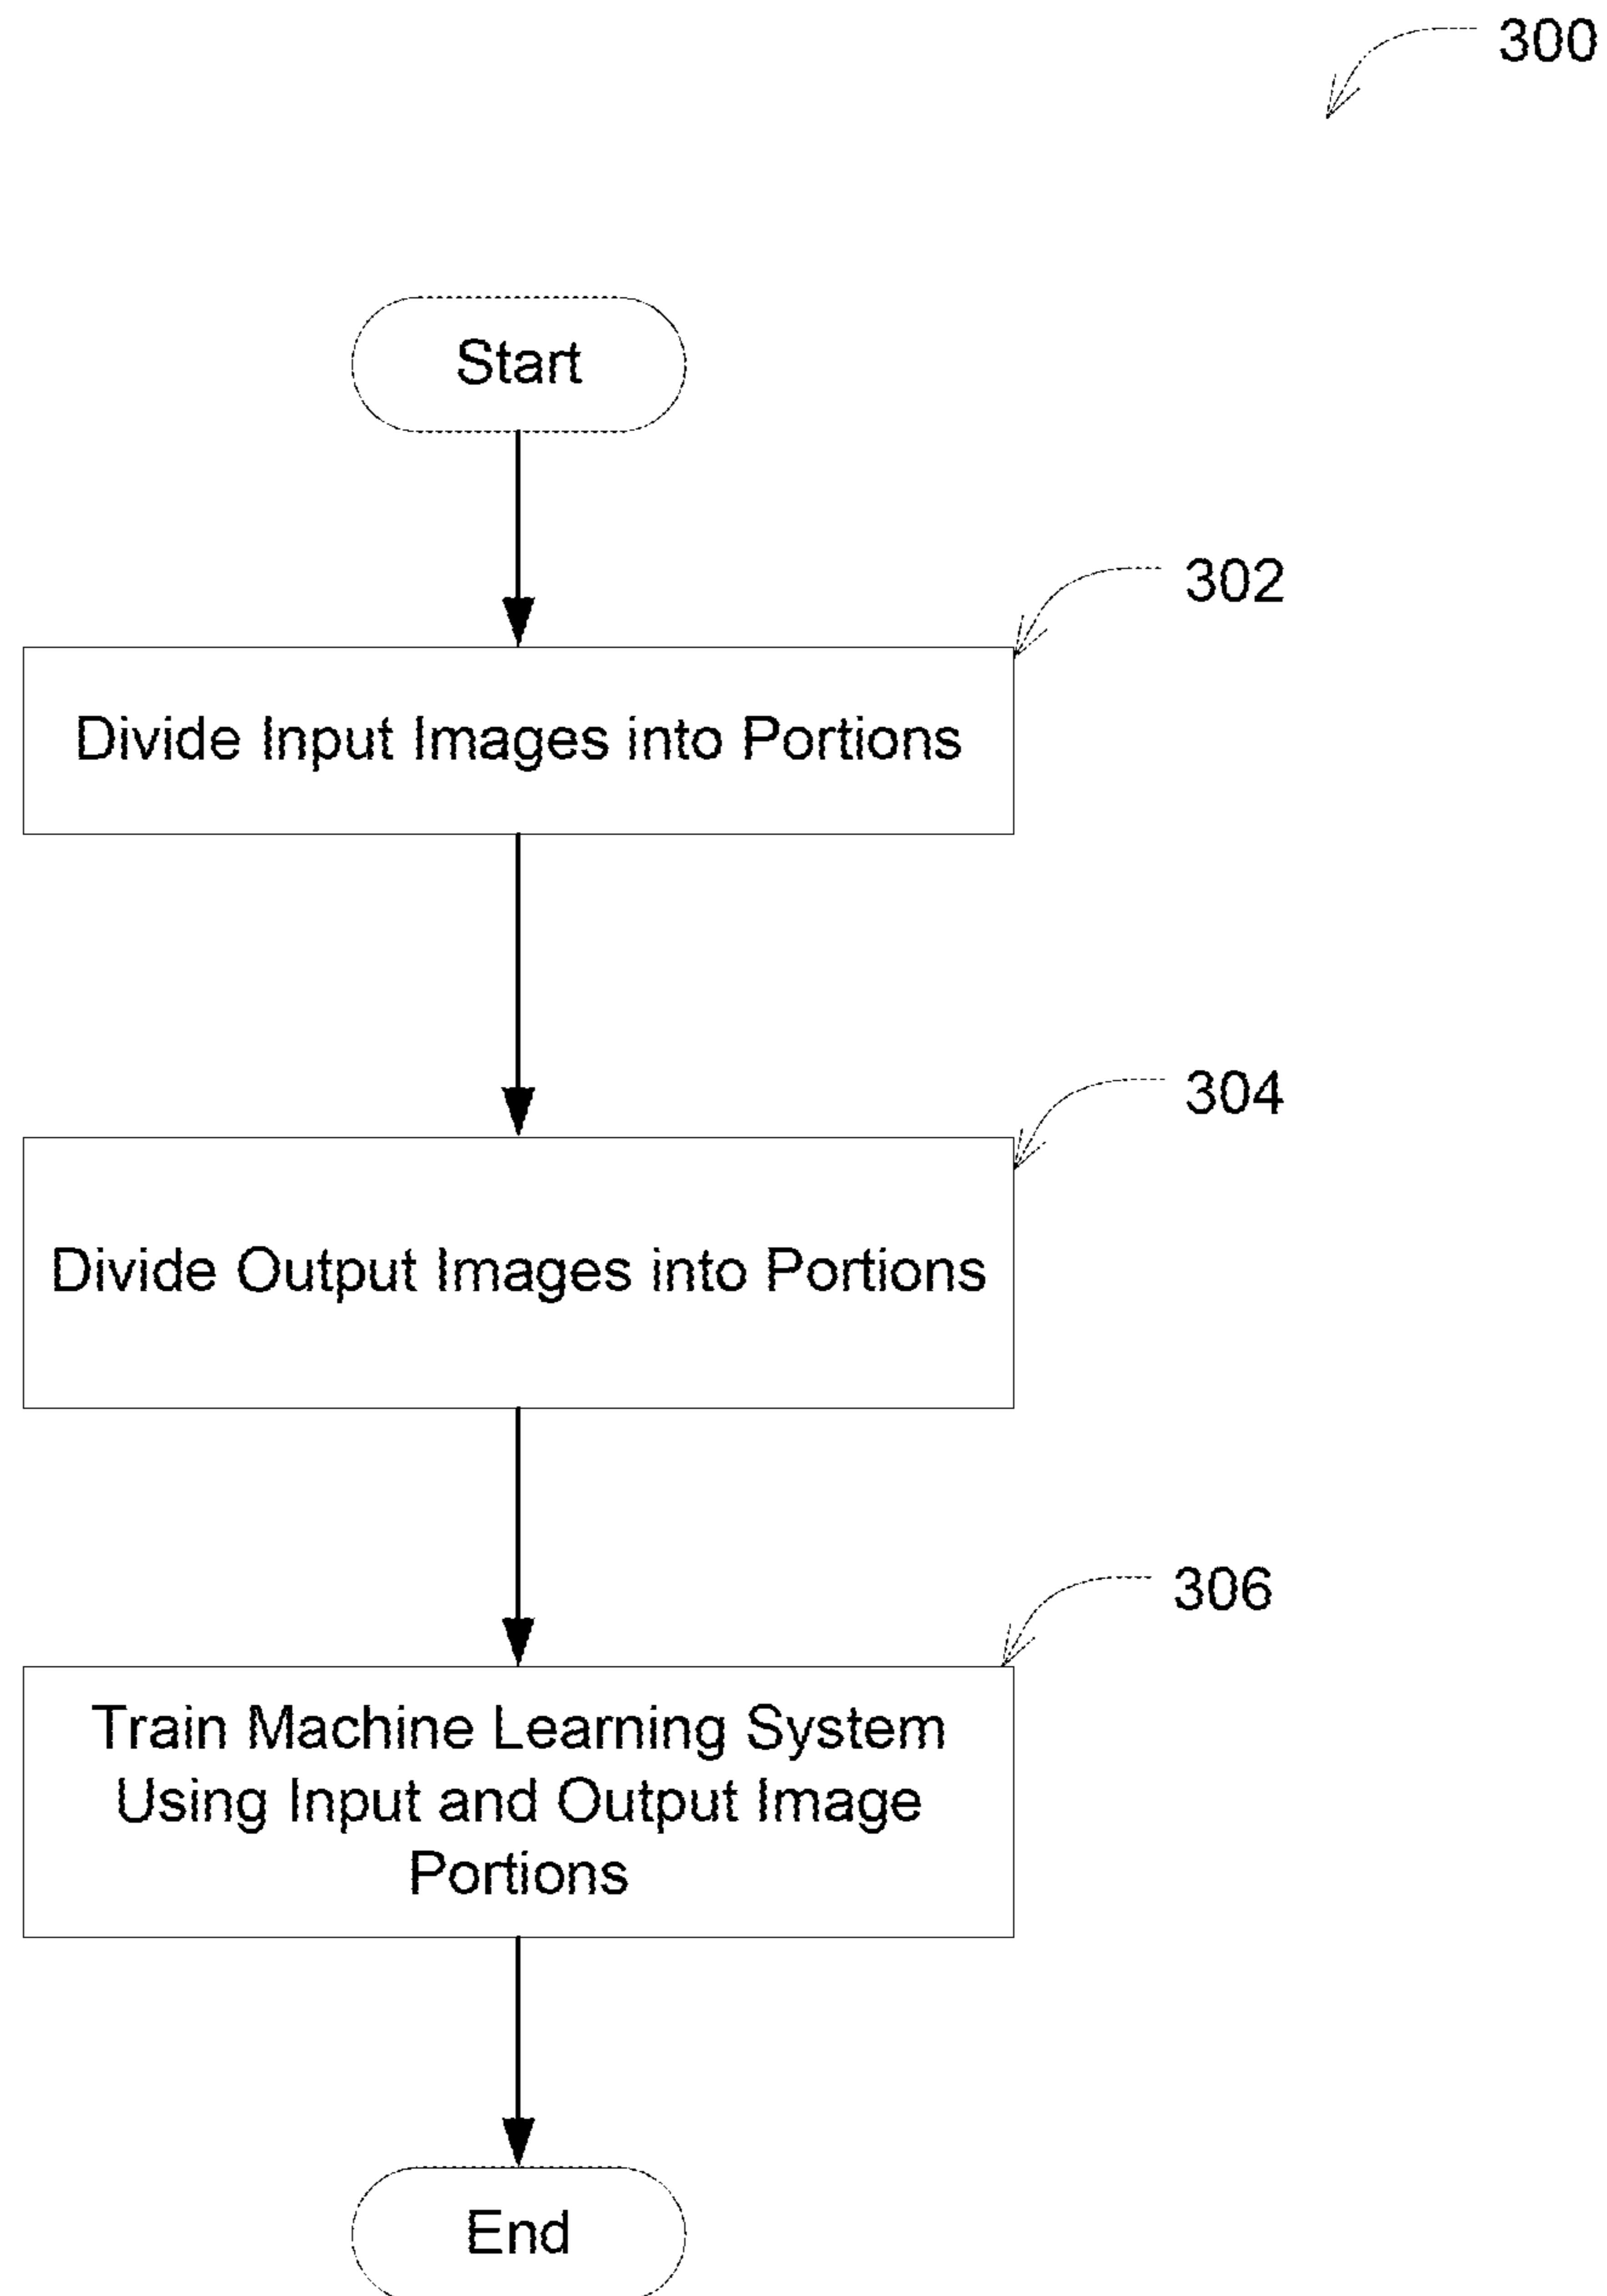 300
Start
302
Divide Input Images into Portions
304
Divide Output Images into Portions
306
Train Machine Learning System
Using Input and Output Image
Portions
End